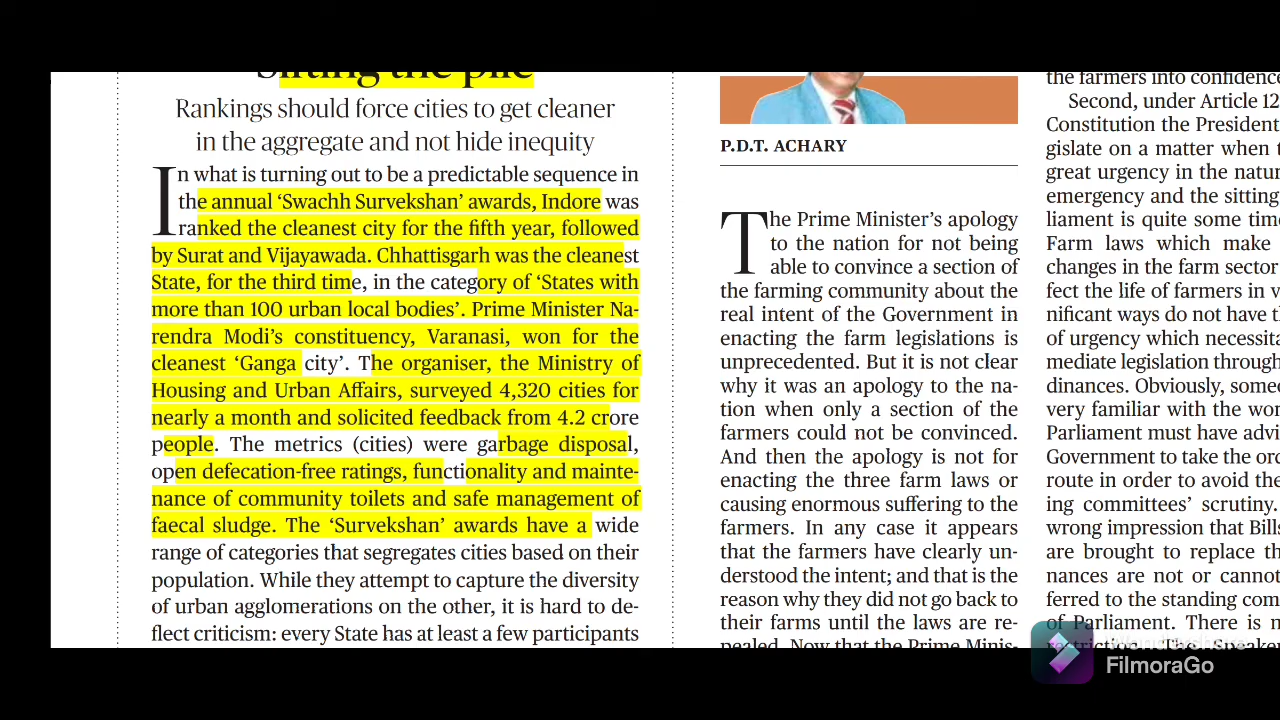 Sifting the pile
Rankings should force cities to get cleaner
in the aggregate and not hide inequity
In what is turning out to be a predictable sequence in
the annual ‘Swachh Survekshan’ awards, Indore was
ranked the cleanest city for the fifth year, followed
by Surat and Vijayawada. Chhattisgarh was the cleanest
State, for the third time, in the category of ‘States with
more than 100 urban local bodies’. Prime Minister Na-
rendra Modi’s constituency, Varanasi, won for the
cleanest ‘Ganga city’. The organiser, the Ministry of
Housing and Urban Affairs, surveyed 4,320 cities for
nearly a month and solicited feedback from 4.2 crore
people. The metrics (cities) were garbage disposal,
open defecation-free ratings, functionality and mainte-
nance of community toilets and safe management of
faecal sludge. The ‘Survekshan’ awards have a wide
range of categories that segregates cities based on their
population. While they attempt to capture the diversity
of urban agglomerations on the other, it is hard to de-
flect criticism: every State has at least a few participants
P.D.T. ACHARY
The Prime Minister’s apology
to the nation for not being
able to convince a section of
the farming community about the
real intent of the Government in
enacting the farm legislations is
unprecedented. But it is not clear
why it was an apology to the na-
tion when only a section of the
farmers could not be convinced.
And then the apology is not for
enacting the three farm laws or
causing enormous suffering to the
farmers. In any case it appears
that the farmers have clearly un-
derstood the intent; and that is the
reason why they did not go back to
their farms until the laws are re-
pealed. Now that the Prime Minis-
the farmers into confidence
Second, under Article 12
Constitution the President
gislate on a matter when t
great urgency in the natur
emergency and the sitting
liament is quite some tim
Farm laws which make
changes in the farm sector
fect the life of farmers in v
nificant ways do not have t
of urgency which necessita
mediate legislation through
dinances. Obviously, some
very familiar with the wor
Parliament must have advi
Government to take the or
route in order to avoid the
ing committees’ scrutiny.
wrong impression that Bills
are brought to replace th
nances are not or cannot
ferred to the standing com
of Parliament. There is n
Wondershare
FilmoraGo